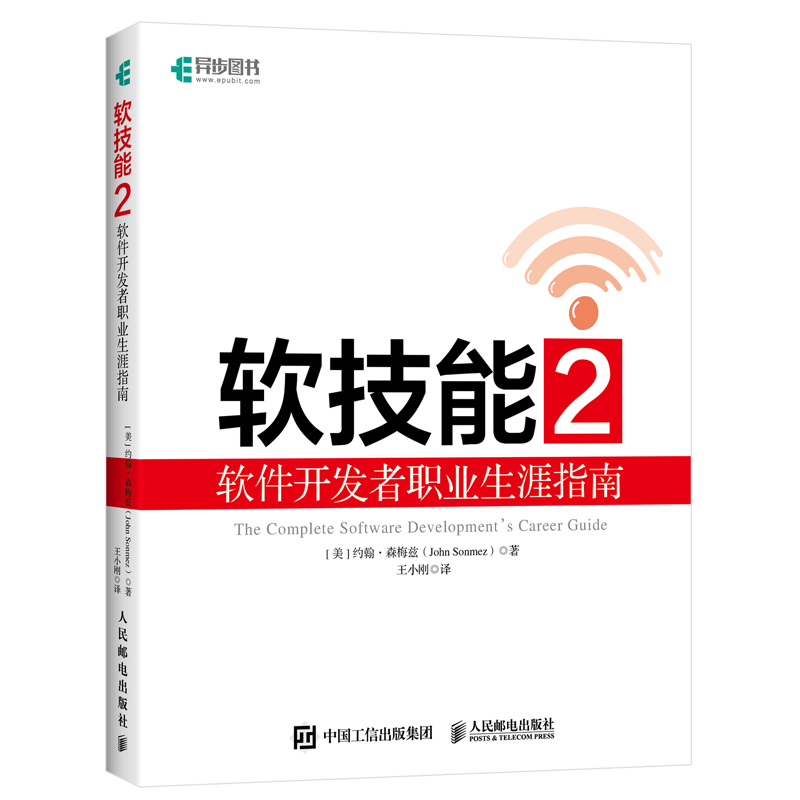 异步图书
www.epubit.com
软技能2
软件开发者职业生涯指南
The Complete Software Development's Career Guide
[美]约翰·森梅兹(John Sonmez)◎著
王小刚◎译
中国工信出版集团
人民邮电出版社
POSTS & TELECOM PRESS
软技能2
软件开发者职业生涯指南
[美]约翰·森梅兹(John Sonmez)◎著
王小刚◎译
人民邮电出版社